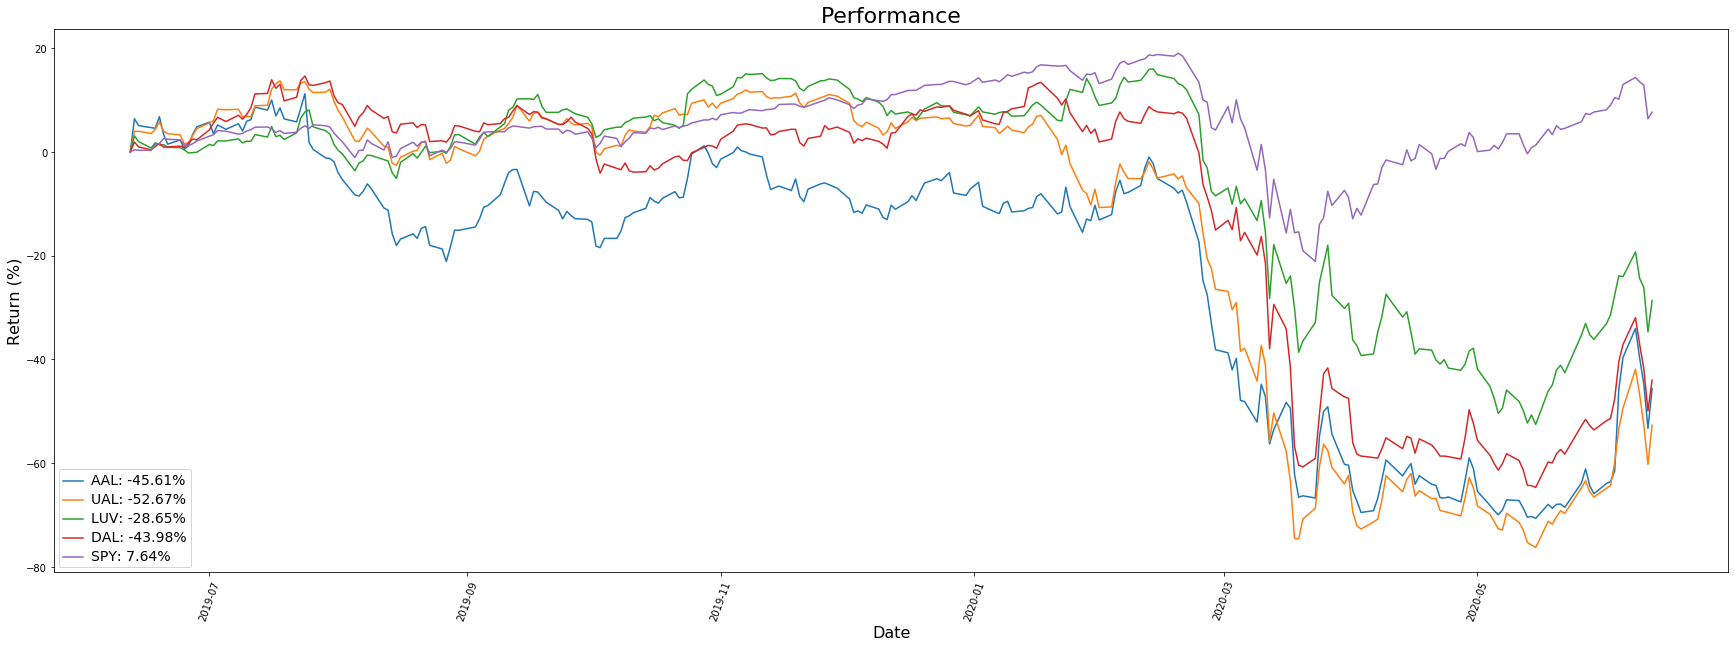 Performance
Return (%)
20
0
−20
−40
−60
−80
AAL: -45.61%
UAL: -52.67%
LUV: -28.65%
DAL: -43.98%
SPY: 7.64%
2019-07
2019-09
2019-11
2020-01
2020-03
2020-05
Date